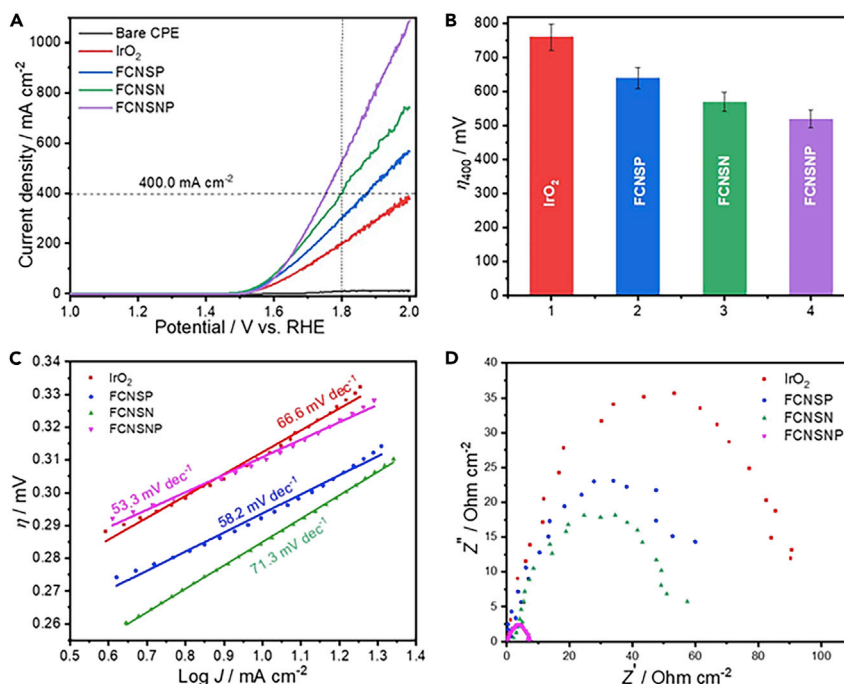 A
1000
800
600
400
200
0
Current density / mA cm⁻²
Bare CPE
IrO₂
FCNSP
FCNSN
FCNSNP
400.0 mA cm⁻²
1.0 1.2 1.4 1.6 1.8 2.0
Potential / V vs. RHE
B
800
700
600
500
400
300
200
100
0
η₄₀₀ / mV
IrO₂
FCNSP
FCNSN
FCNSNP
1 2 3 4
C
0.34
0.33
0.32
0.31
0.30
0.29
0.28
0.27
0.26
η / mV
IrO₂
FCNSP
FCNSN
FCNSNP
66.6 mV dec⁻¹
53.3 mV dec⁻¹
58.2 mV dec⁻¹
71.3 mV dec⁻¹
0.5 0.6 0.7 0.8 0.9 1.0 1.1 1.2 1.3 1.4
Log J / mA cm⁻²
D
40
35
30
25
20
15
10
5
0
Z'' / Ohm cm⁻²
IrO₂
FCNSP
FCNSN
FCNSNP
0 20 40 60 80 100
Z' / Ohm cm⁻²